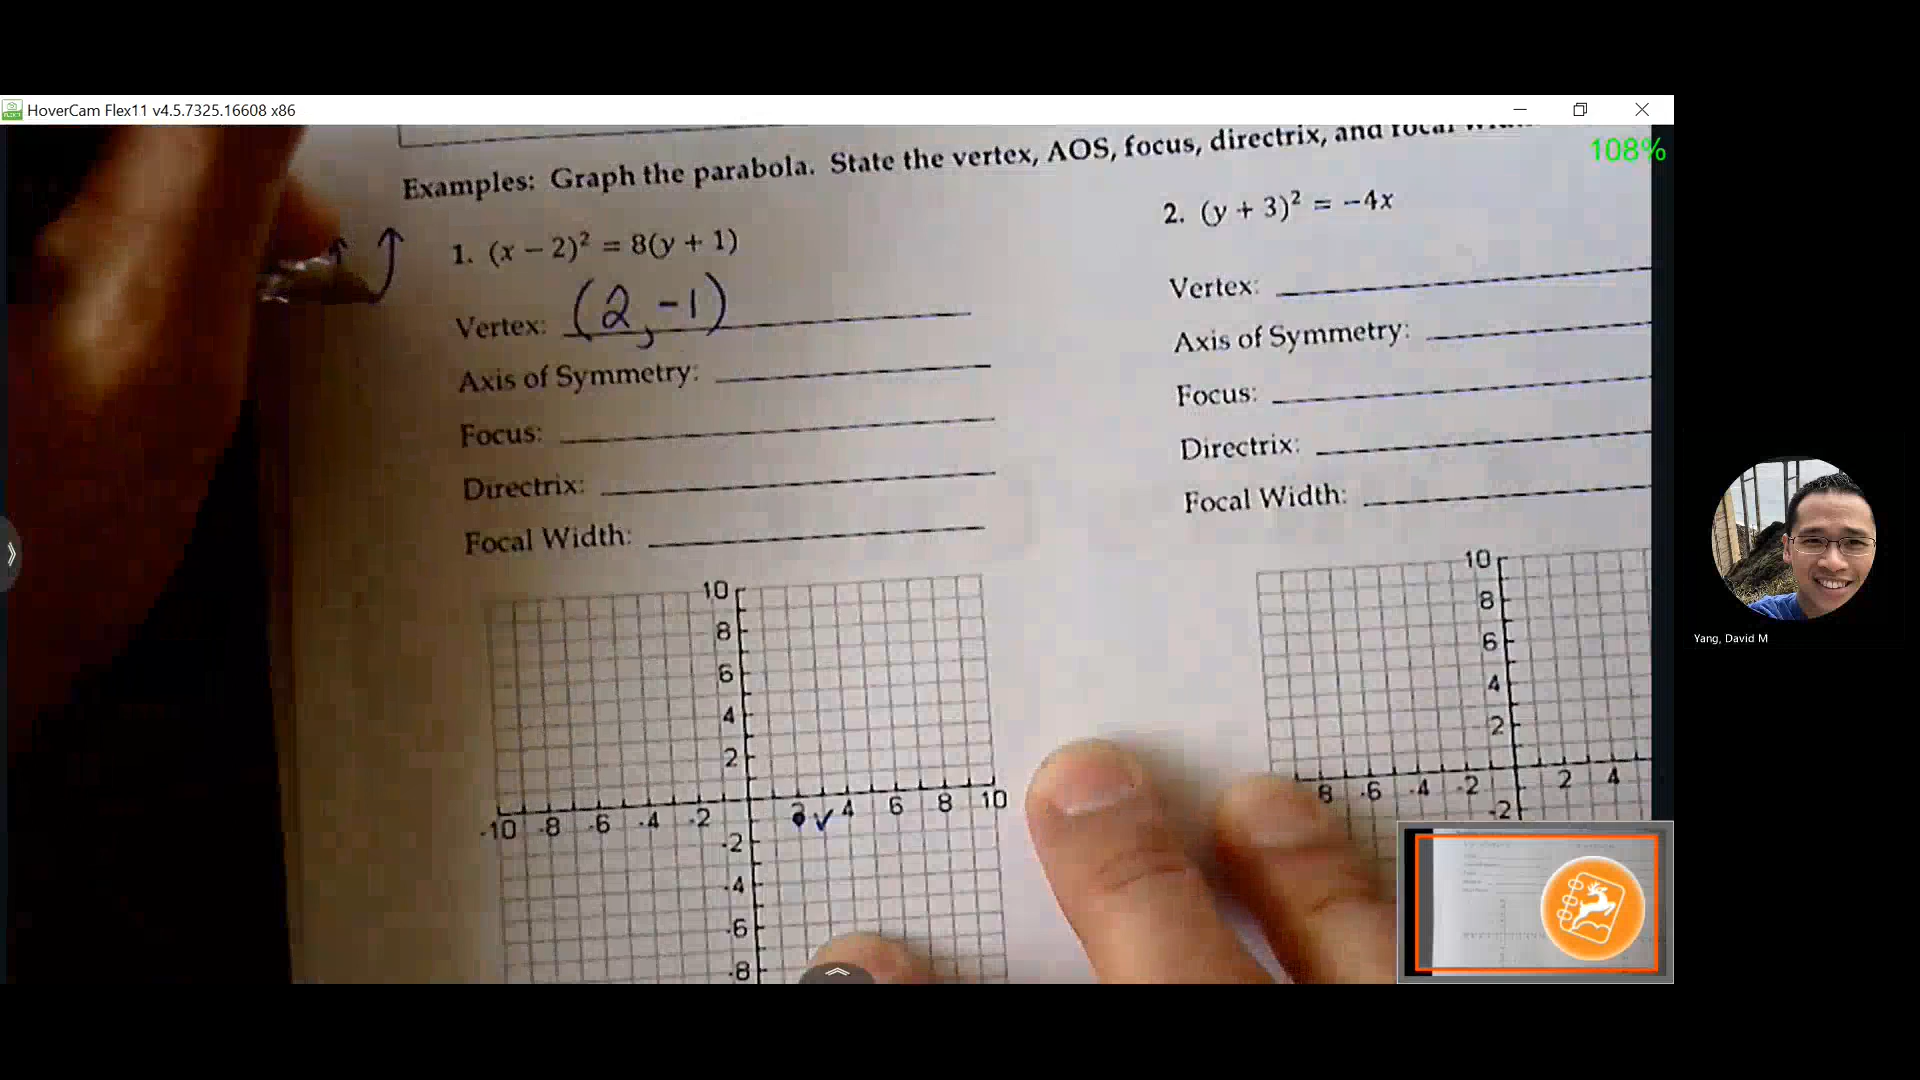 HoverCam Flex11 v4.5.7325.16608 x86
108%
Examples: Graph the parabola. State the vertex, AOS, focus, directrix, and focal
1. (x – 2)² = 8(y + 1)
Vertex: (2, -1)
Axis of Symmetry:
Focus:
Directrix:
Focal Width:
10
8
6
4
2
-10 -8 -6 -4 -2 2 V 4 6 8 10
-2
-4
-6
-8
2. (y + 3)² = −4x
Vertex:
Axis of Symmetry:
Focus:
Directrix:
Focal Width:
10
8
6
4
2
8 -6 -4 -2 2 4
-2
Yang, David M